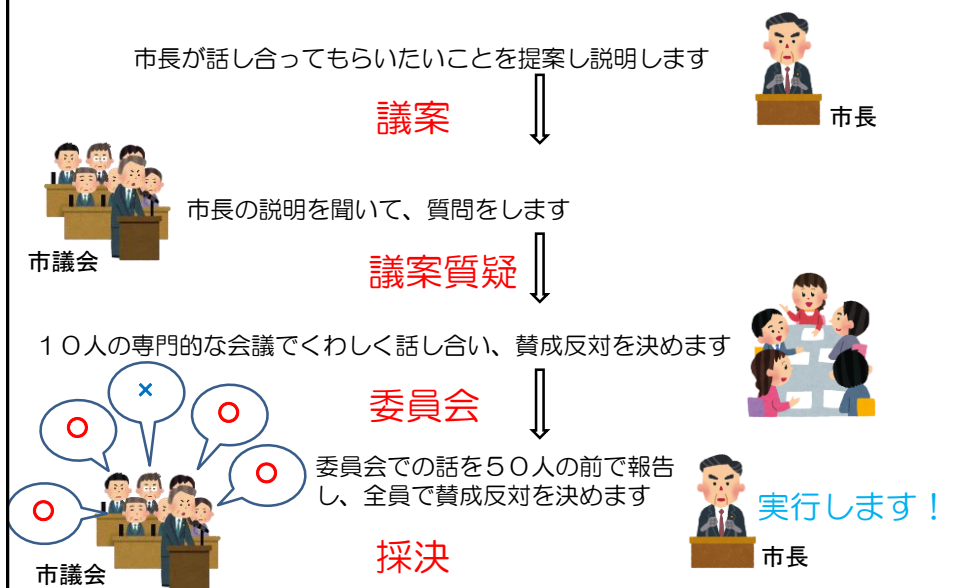 市長が話し合ってもらいたいことを提案し説明します
市長
議案
市議会
市長の説明を聞いて、質問をします
議案質疑
１０人の専門的な会議でくわしく話し合い、賛成反対を決めます
委員会
× 
○
○
○
○
委員会での話を５０人の前で報告
し、全員で賛成反対を決めます
実行します！
市長
市議会
採決